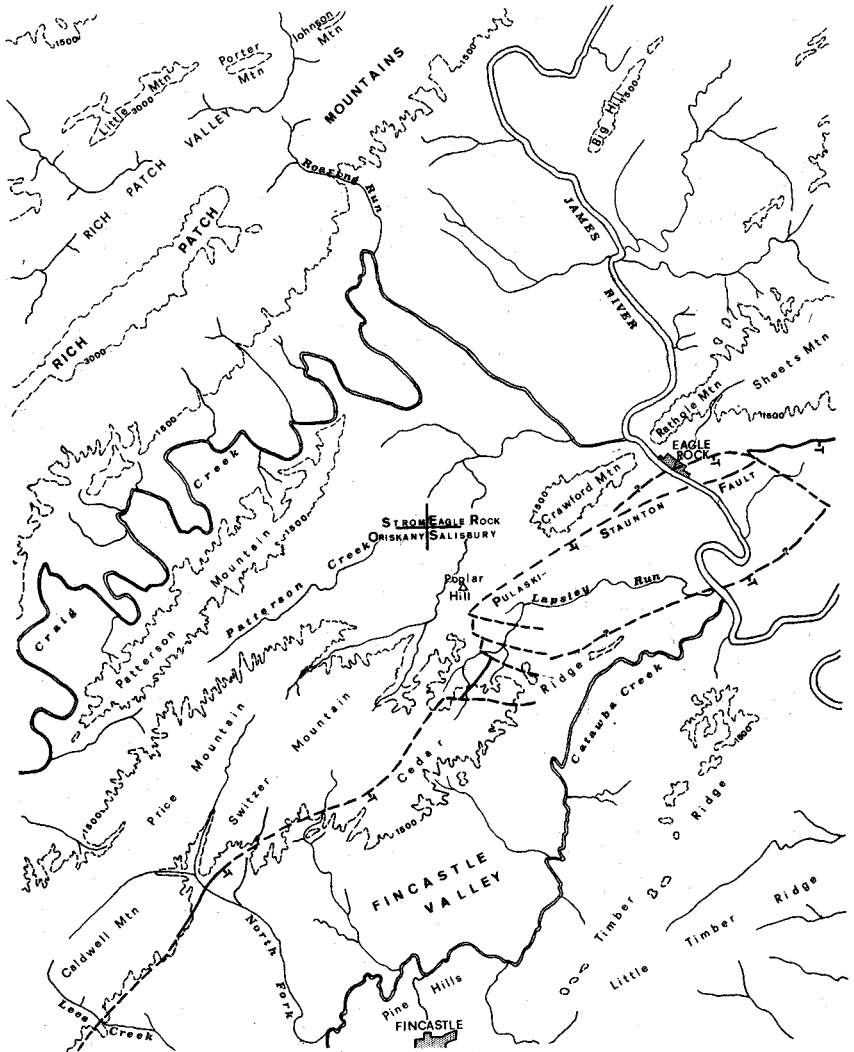 1500
Little Mtn
3000
Porter
Mtn
Johnson
Mtn
MOUNTAINS
1500
Big Hill
1500
RICH PATCH VALLEY
Roaring Run
JAMES
RIVER
RICH PATCH
3000
Rathole Mtn
Sheets Mtn
1500
EAGLE
ROCK
1500
Craig Creek
1500
Crawford Mtn
1500
STROM EAGLE ROCK
ORISKANY SALISBURY
PULASKI-STAUNTON FAULT
?
?
?
?
Patterson Mountain
Patterson Creek
Poplar
Hill
Lapsley Run
Cedar Ridge
Catawba Creek
Price Mountain
1500
Switzer Mountain
1500
1500
Timber Ridge
Little Timber Ridge
FINCASTLE
VALLEY
Caldwell Mtn
North Fork
Lees Creek
Pine Hills
FINCASTLE